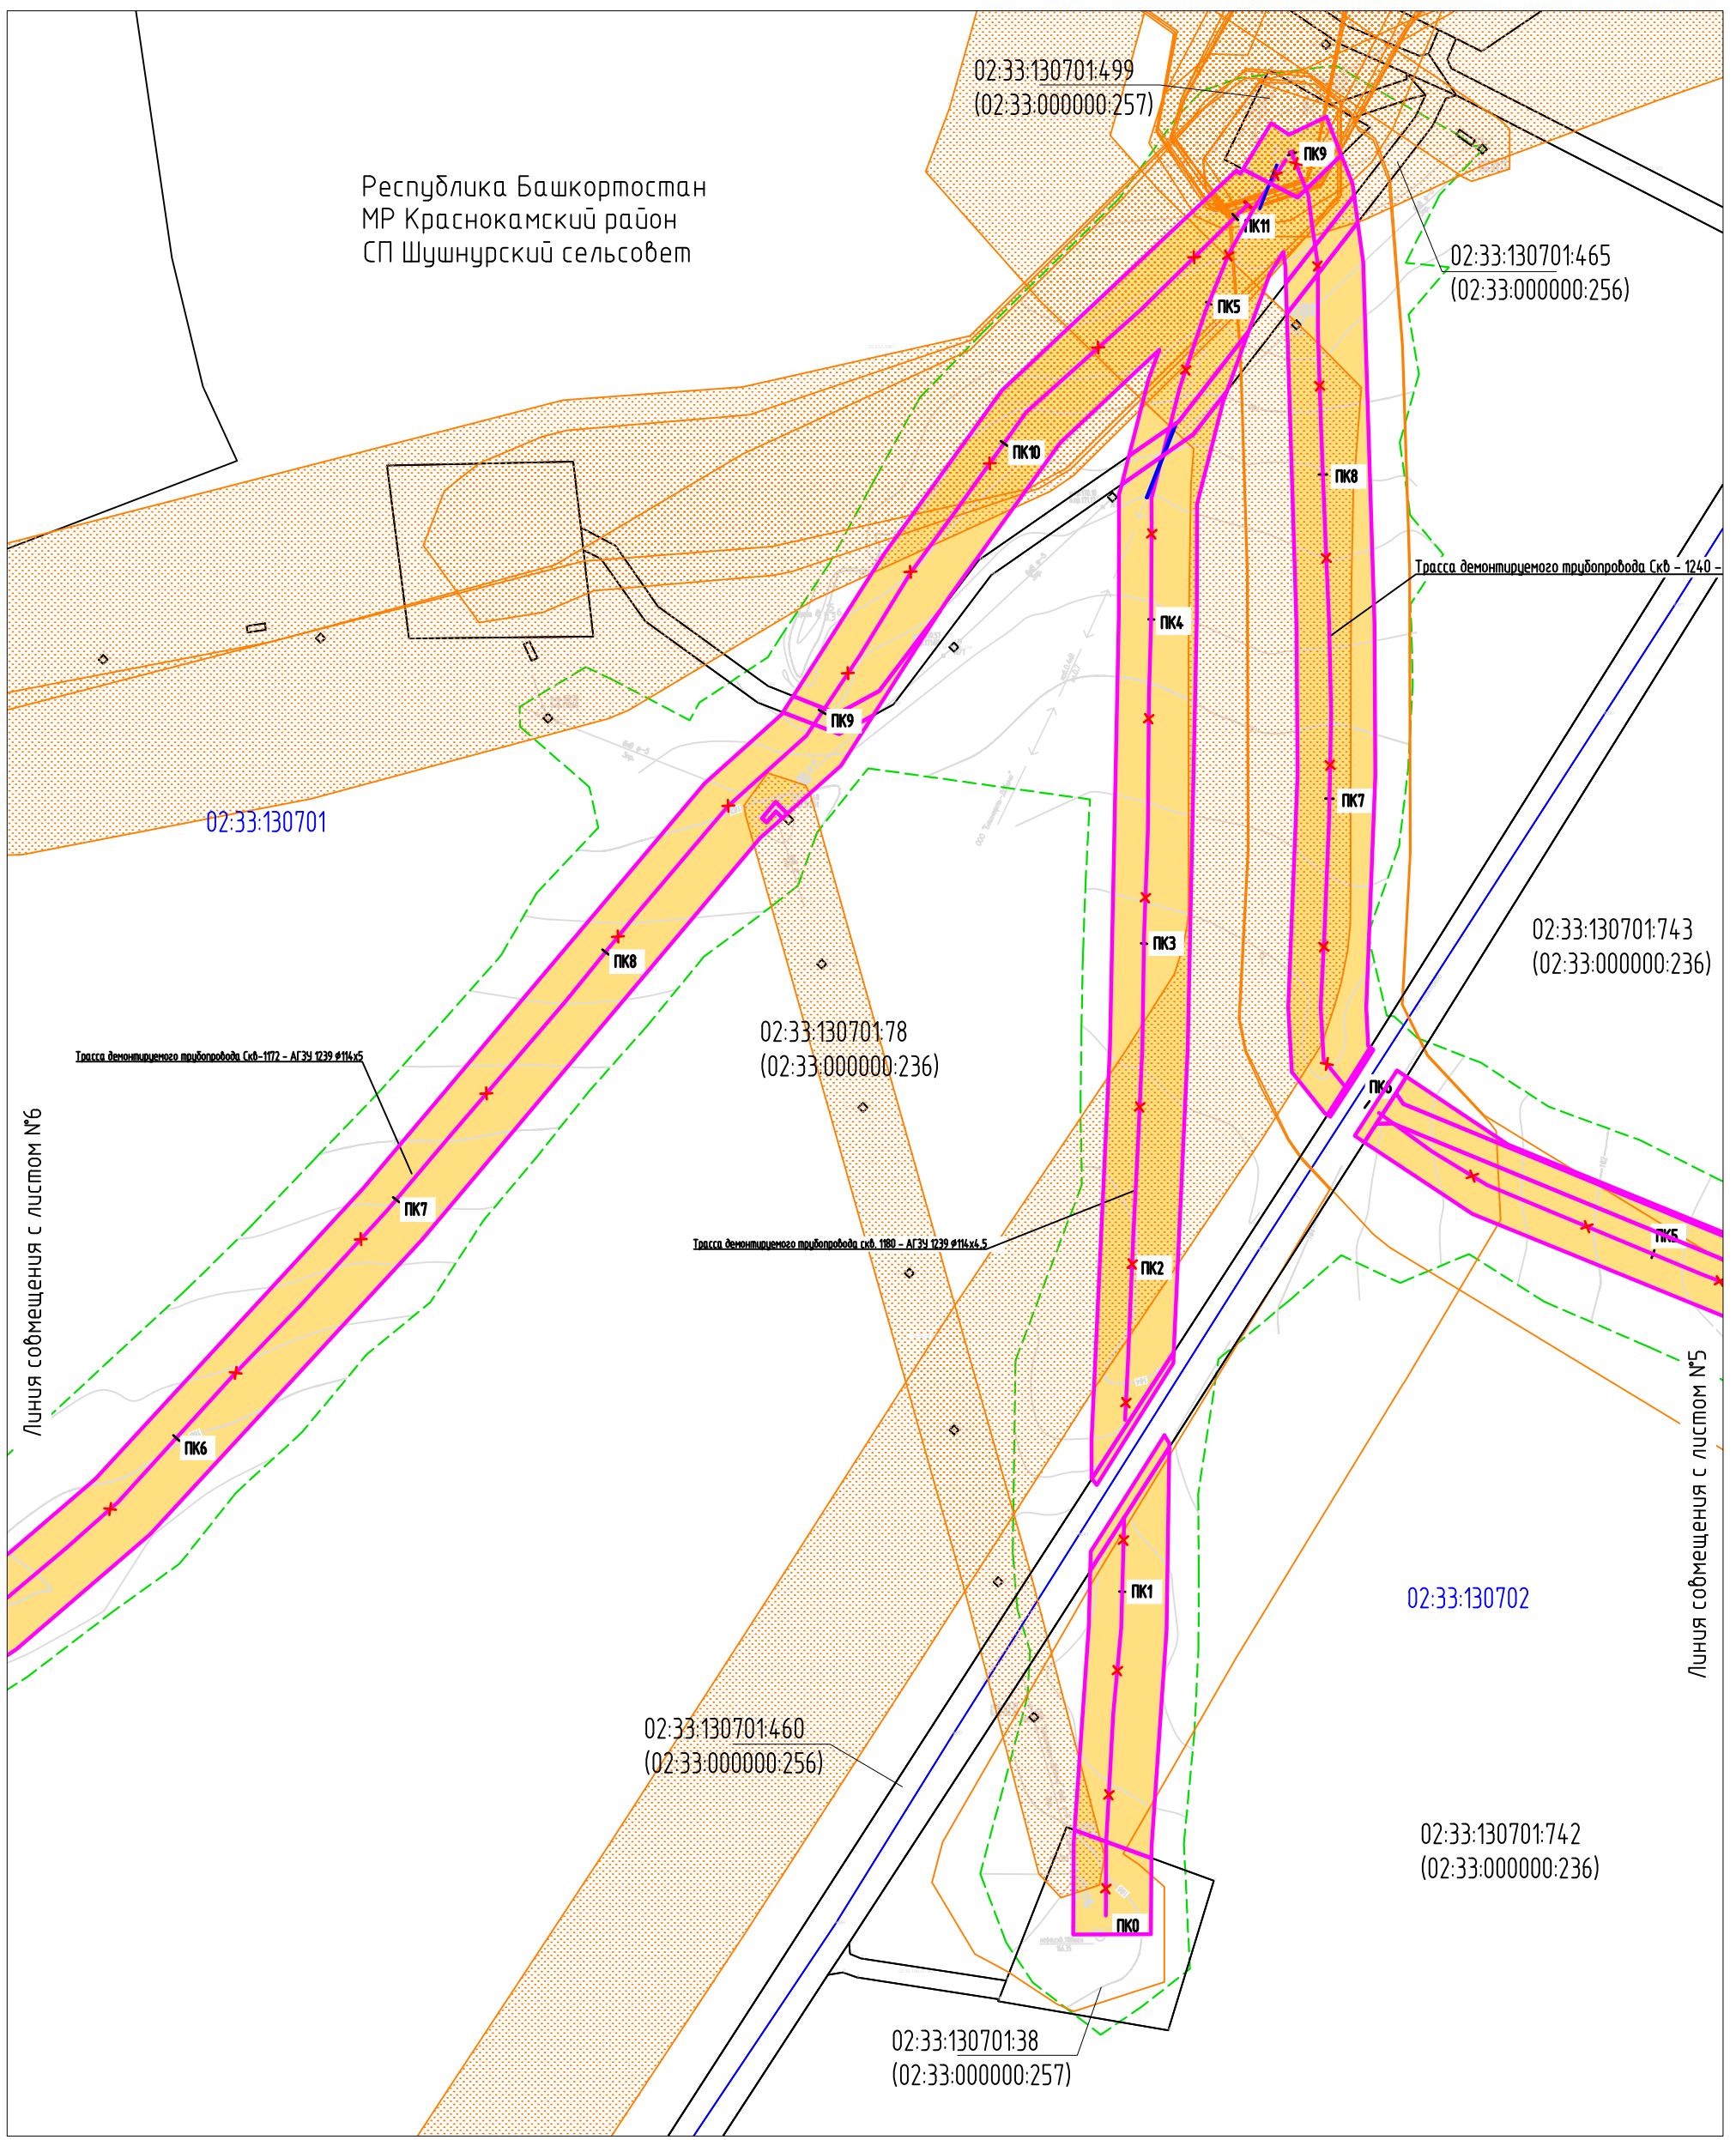 02:33:130701:499
(02:33:000000:257)
ПК9
Республика Башкортостан
МР Краснокамский район
СП Шушнурский сельсовет
ПК11
02:33:130701:465
(02:33:000000:256)
ПК5
ПК10
ПК8
Трасса демонтируемого трубопровода Скв - 1240 -
ПК4
ПК9
ПК7
02:33:130701
ПК3
02:33:130701:743
(02:33:000000:236)
ПК8
02:33:130701:78
(02:33:000000:236)
Трасса демонтируемого трубопровода Скв-1172 - АГЗУ 1239 ø114х5
ПК6
Линия совмещения с листом №6
ПК7
Трасса демонтируемого трубопровода скв. 1180 - АГЗУ 1239 ø114х4,5
ПК5
ПК2
ПК6
Линия совмещения с листом №5
ПК1
02:33:130702
02:33:130701:460
(02:33:000000:256)
02:33:130701:742
(02:33:000000:236)
ПК0
02:33:130701:38
(02:33:000000:257)